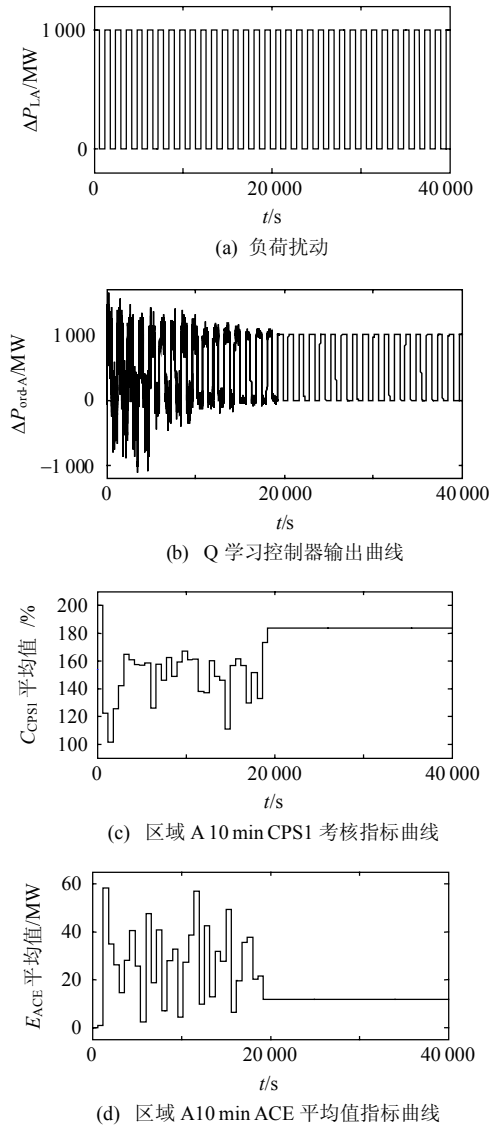 1 000
ΔP_LA/MW
0
0 20 000 40 000
t/s
(a) 负荷扰动
1 000
ΔP_ord-A/MW
0
−1 000
0 20 000 40 000
t/s
(b) Q 学习控制器输出曲线
200
180
C_CPS1 平均值 /%
160
140
120
100
0 20 000 40 000
t/s
(c) 区域 A 10 min CPS1 考核指标曲线
60
E_ACE 平均值/MW
40
20
0
0 20 000 40 000
t/s
(d) 区域 A10 min ACE 平均值指标曲线